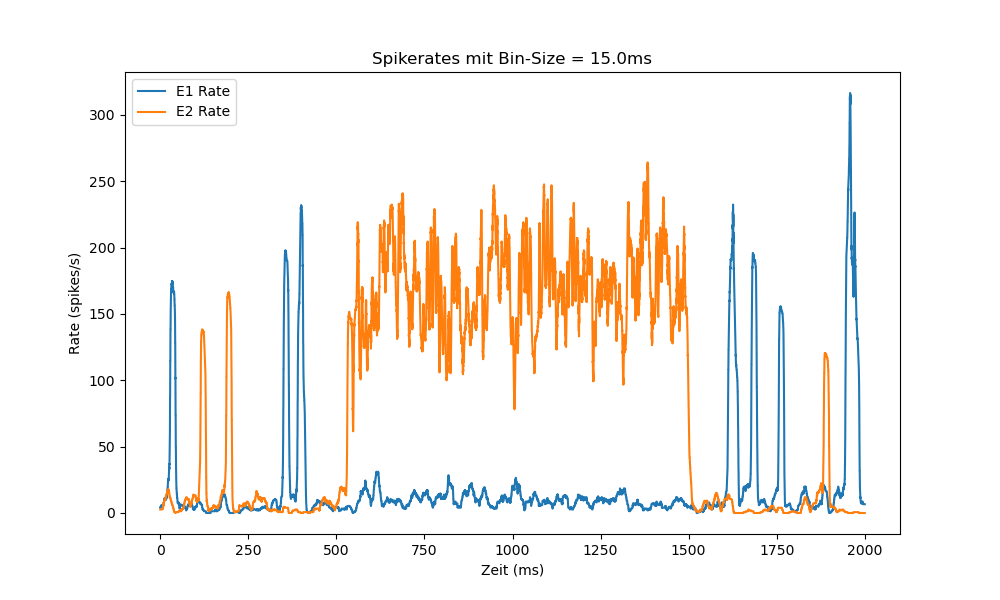 Spikerates mit Bin-Size = 15.0ms
E1 Rate
E2 Rate
Rate (spikes/s)
300
250
200
150
100
50
0
0 250 500 750 1000 1250 1500 1750 2000
Zeit (ms)